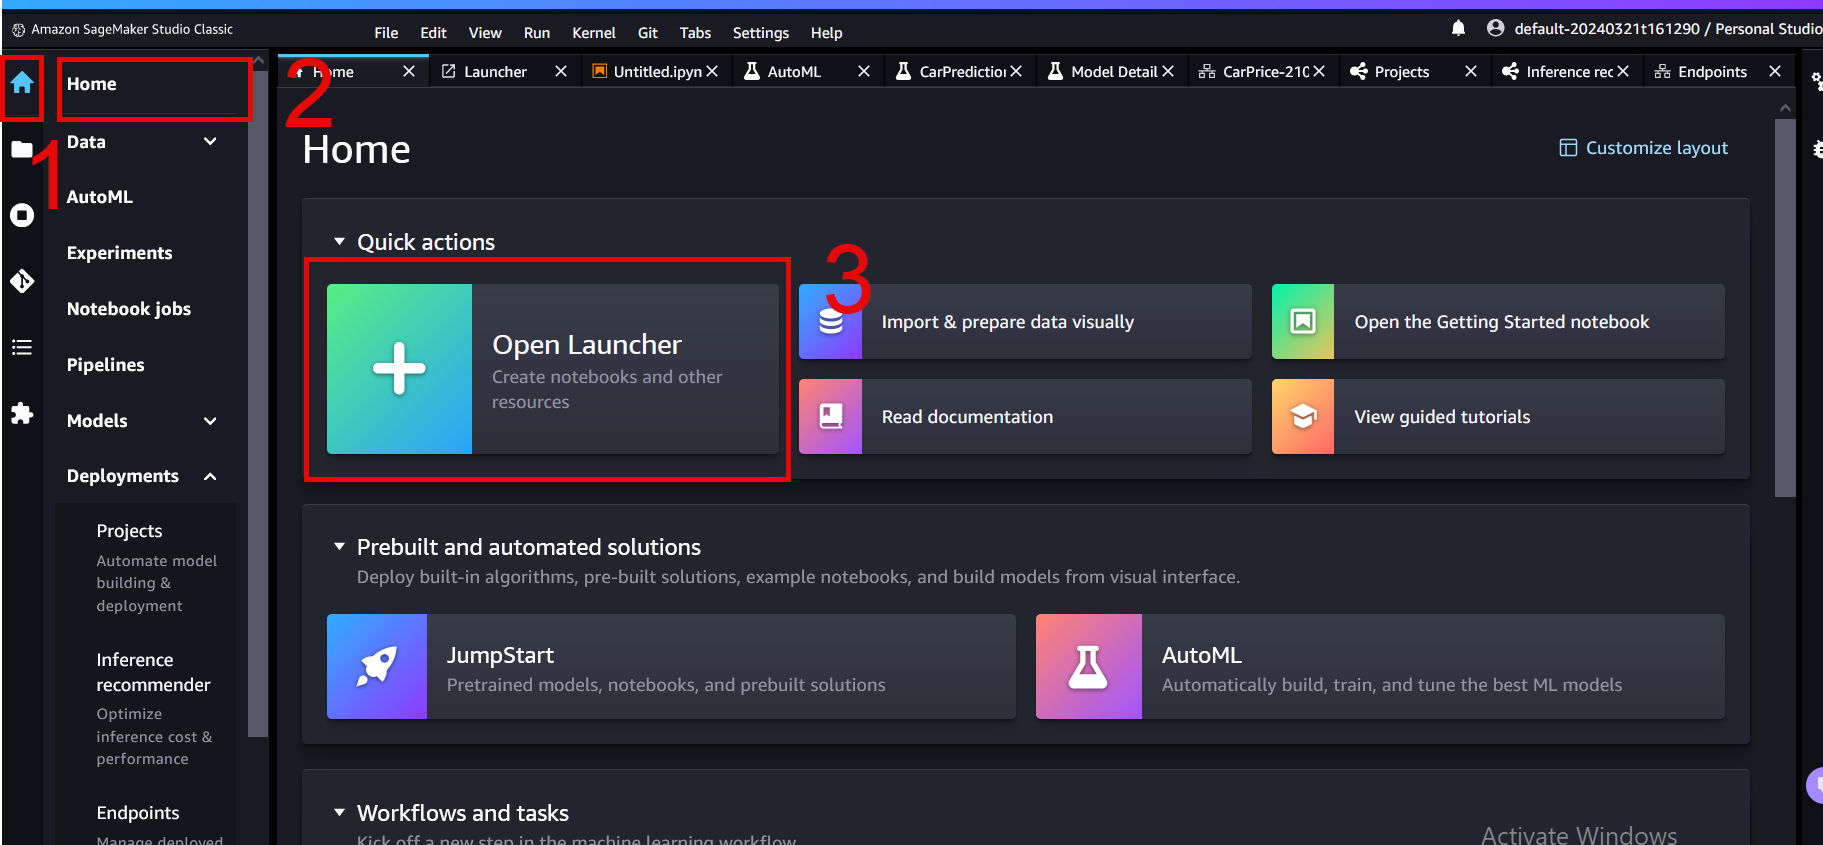 Amazon SageMaker Studio Classic
File Edit View Run Kernel Git Tabs Settings Help
default-20240321t161290 / Personal Studio
Home
Launcher
Untitled.ipyn
AutoML
CarPrediction
Model Detail
CarPrice-210
Projects
Inference rec
Endpoints
1
2
3
Home
Data
AutoML
Experiments
Notebook jobs
Pipelines
Models
Deployments
Projects
Automate model
building &
deployment
Inference
recommender
Optimize
inference cost &
performance
Endpoints
Manage deployed
Home
Customize layout
Quick actions
Open Launcher
Create notebooks and other
resources
Import & prepare data visually
Open the Getting Started notebook
Read documentation
View guided tutorials
Prebuilt and automated solutions
Deploy built-in algorithms, pre-built solutions, example notebooks, and build models from visual interface.
JumpStart
Pretrained models, notebooks, and prebuilt solutions
AutoML
Automatically build, train, and tune the best ML models
Workflows and tasks
Kick off a new step in the machine learning workflow
Activate Windows